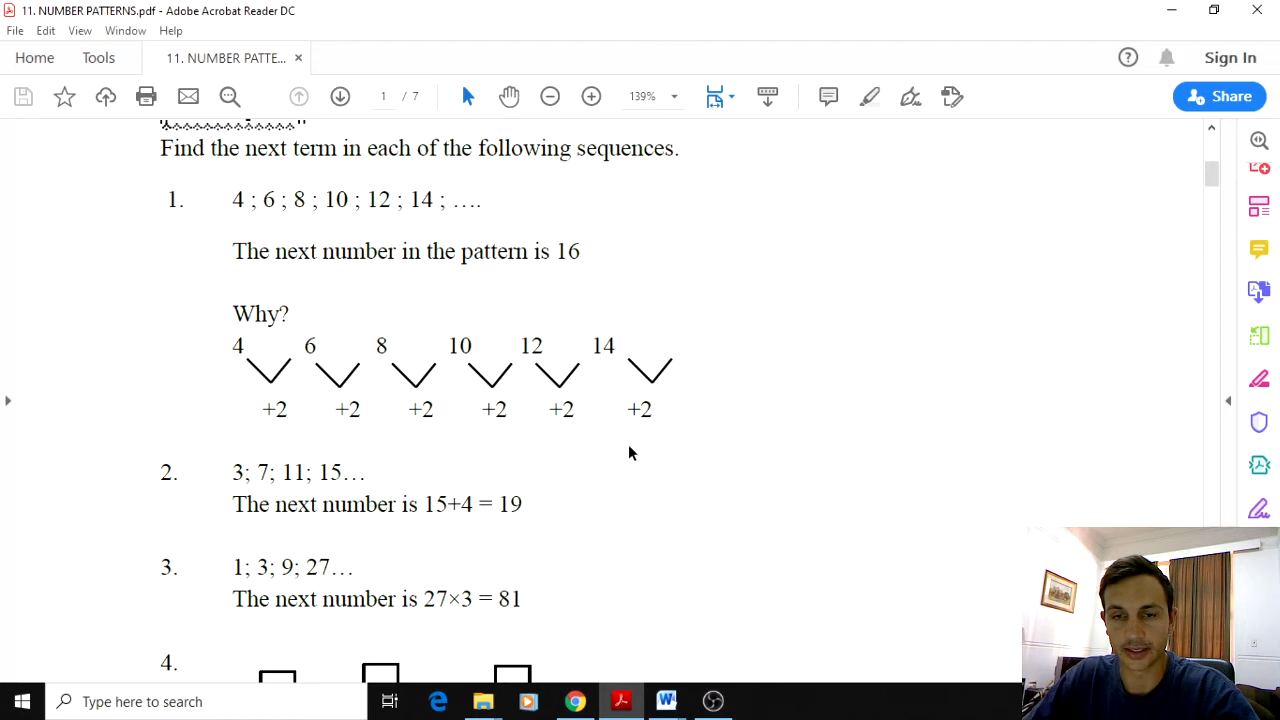 11. NUMBER PATTERNS.pdf - Adobe Acrobat Reader DC
File Edit View Window Help
Home Tools 11. NUMBER PATTE... × Sign In
1 / 7 139% Share
Find the next term in each of the following sequences.
1. 4 ; 6 ; 8 ; 10 ; 12 ; 14 ; ….
The next number in the pattern is 16
Why?
4 6 8 10 12 14
+2 +2 +2 +2 +2 +2
2. 3; 7; 11; 15…
The next number is 15+4 = 19
3. 1; 3; 9; 27…
The next number is 27×3 = 81
4.
Type here to search